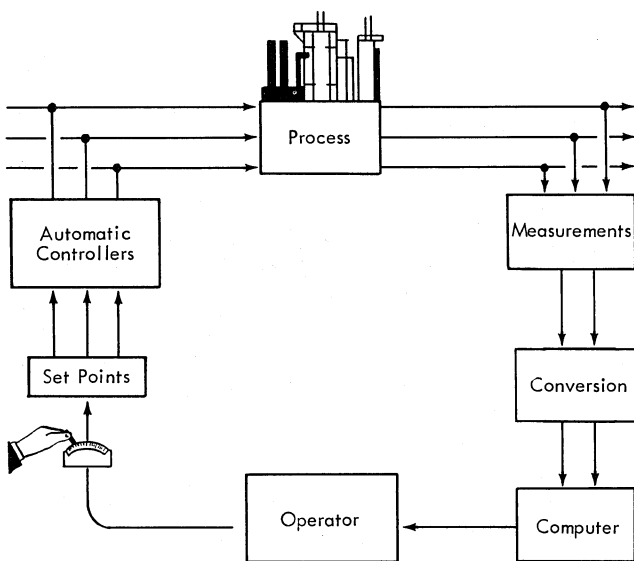 Process
Automatic
Controllers
Measurements
Set Points
Conversion
Operator
Computer